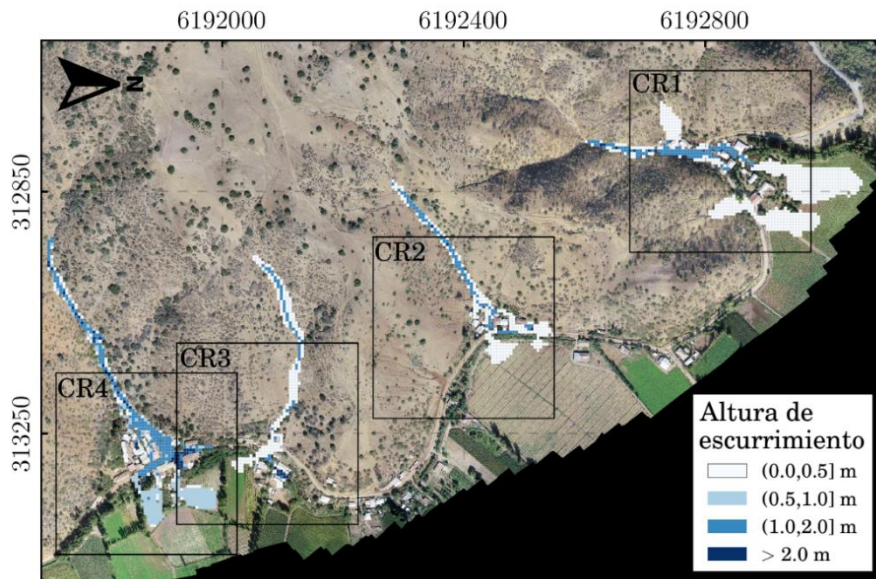 6192000 6192400 6192800
N
CR1
312850
CR2
CR3
CR4
313250
Altura de
escurrimiento
(0.0,0.5] m
(0.5,1.0] m
(1.0,2.0] m
> 2.0 m